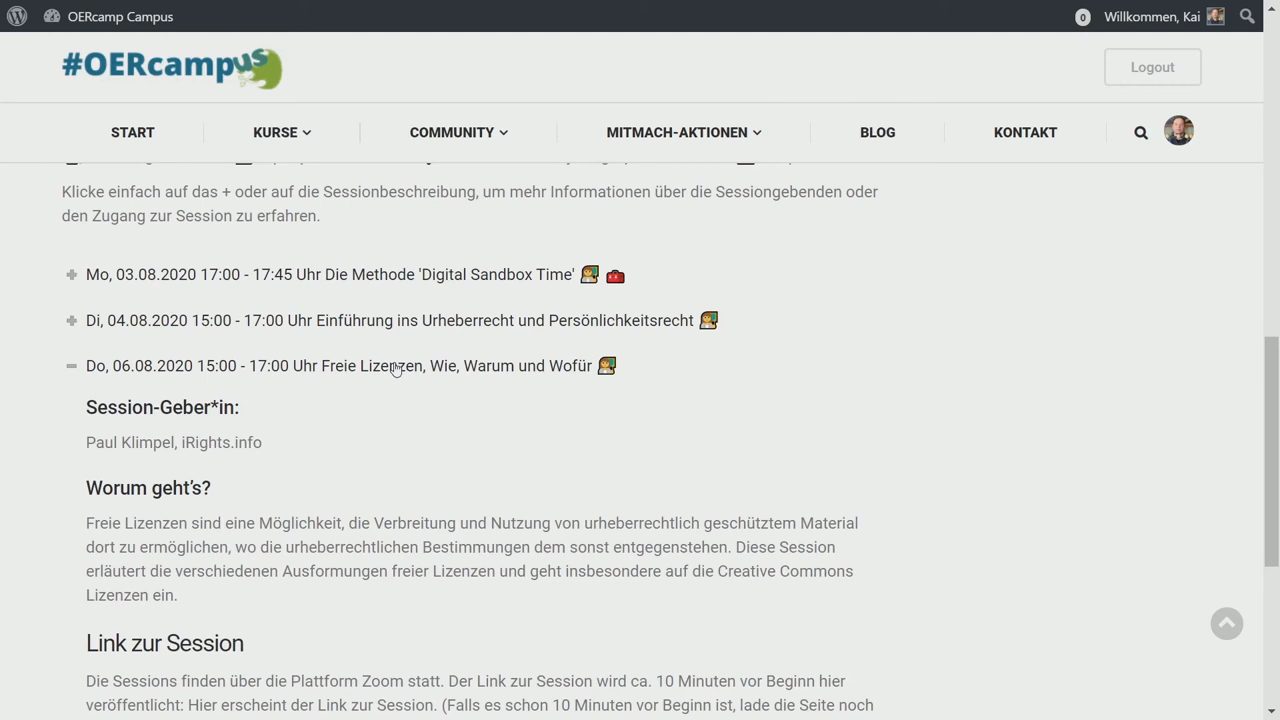 OERcamp Campus
0
Willkommen, Kai
#OERcampus
Logout
START
KURSE
COMMUNITY
MITMACH-AKTIONEN
BLOG
KONTAKT
Klicke einfach auf das + oder auf die Sessionbeschreibung, um mehr Informationen über die Sessiongebenden oder
den Zugang zur Session zu erfahren.
Mo, 03.08.2020 17:00 - 17:45 Uhr Die Methode 'Digital Sandbox Time'
Di, 04.08.2020 15:00 - 17:00 Uhr Einführung ins Urheberrecht und Persönlichkeitsrecht
Do, 06.08.2020 15:00 - 17:00 Uhr Freie Lizenzen, Wie, Warum und Wofür
Session-Geber*in:
Paul Klimpel, iRights.info
Worum geht’s?
Freie Lizenzen sind eine Möglichkeit, die Verbreitung und Nutzung von urheberrechtlich geschütztem Material
dort zu ermöglichen, wo die urheberrechtlichen Bestimmungen dem sonst entgegenstehen. Diese Session
erläutert die verschiedenen Ausformungen freier Lizenzen und geht insbesondere auf die Creative Commons
Lizenzen ein.
Link zur Session
Die Sessions finden über die Plattform Zoom statt. Der Link zur Session wird ca. 10 Minuten vor Beginn hier
veröffentlicht: Hier erscheint der Link zur Session. (Falls es schon 10 Minuten vor Beginn ist, lade die Seite noch